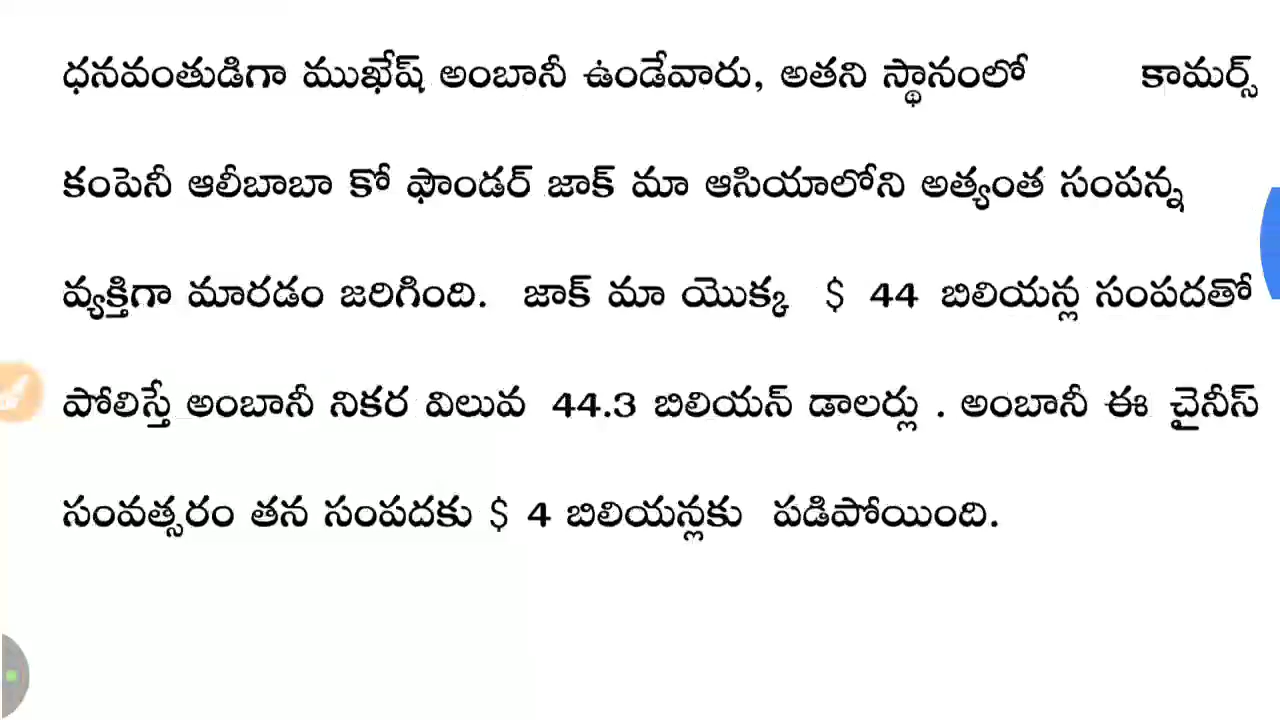 ధనవంతుడిగా ముఖేష్ అంబానీ ఉండేవారు, అతని స్థానంలో కామర్స్
కంపెనీ ఆలీబాబా కో ఫౌండర్ జాక్ మా ఆసియాలోని అత్యంత సంపన్న
వ్యక్తిగా మారడం జరిగింది. జాక్ మా యొక్క $ 44 బిలియన్ల సంపదతో
పోలిస్తే అంబానీ నికర విలువ 44.3 బిలియన్ డాలర్లు . అంబానీ ఈ చైనీస్
సంవత్సరం తన సంపదకు $ 4 బిలియన్లకు పడిపోయింది.